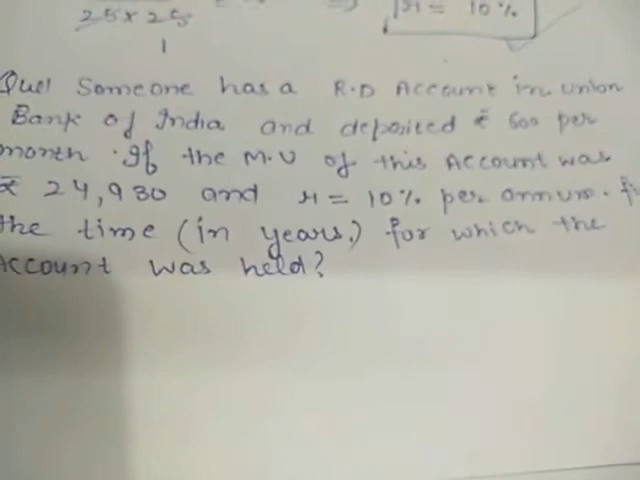 25 x 25
r = 10%
1
Que| Someone has a R.D Account in union
Bank of India and deposited ₹ 600 per
month. If the M.V of this Account was
₹ 24,930 and r = 10% per annum. fi
the time (in years) for which the
Account was held?